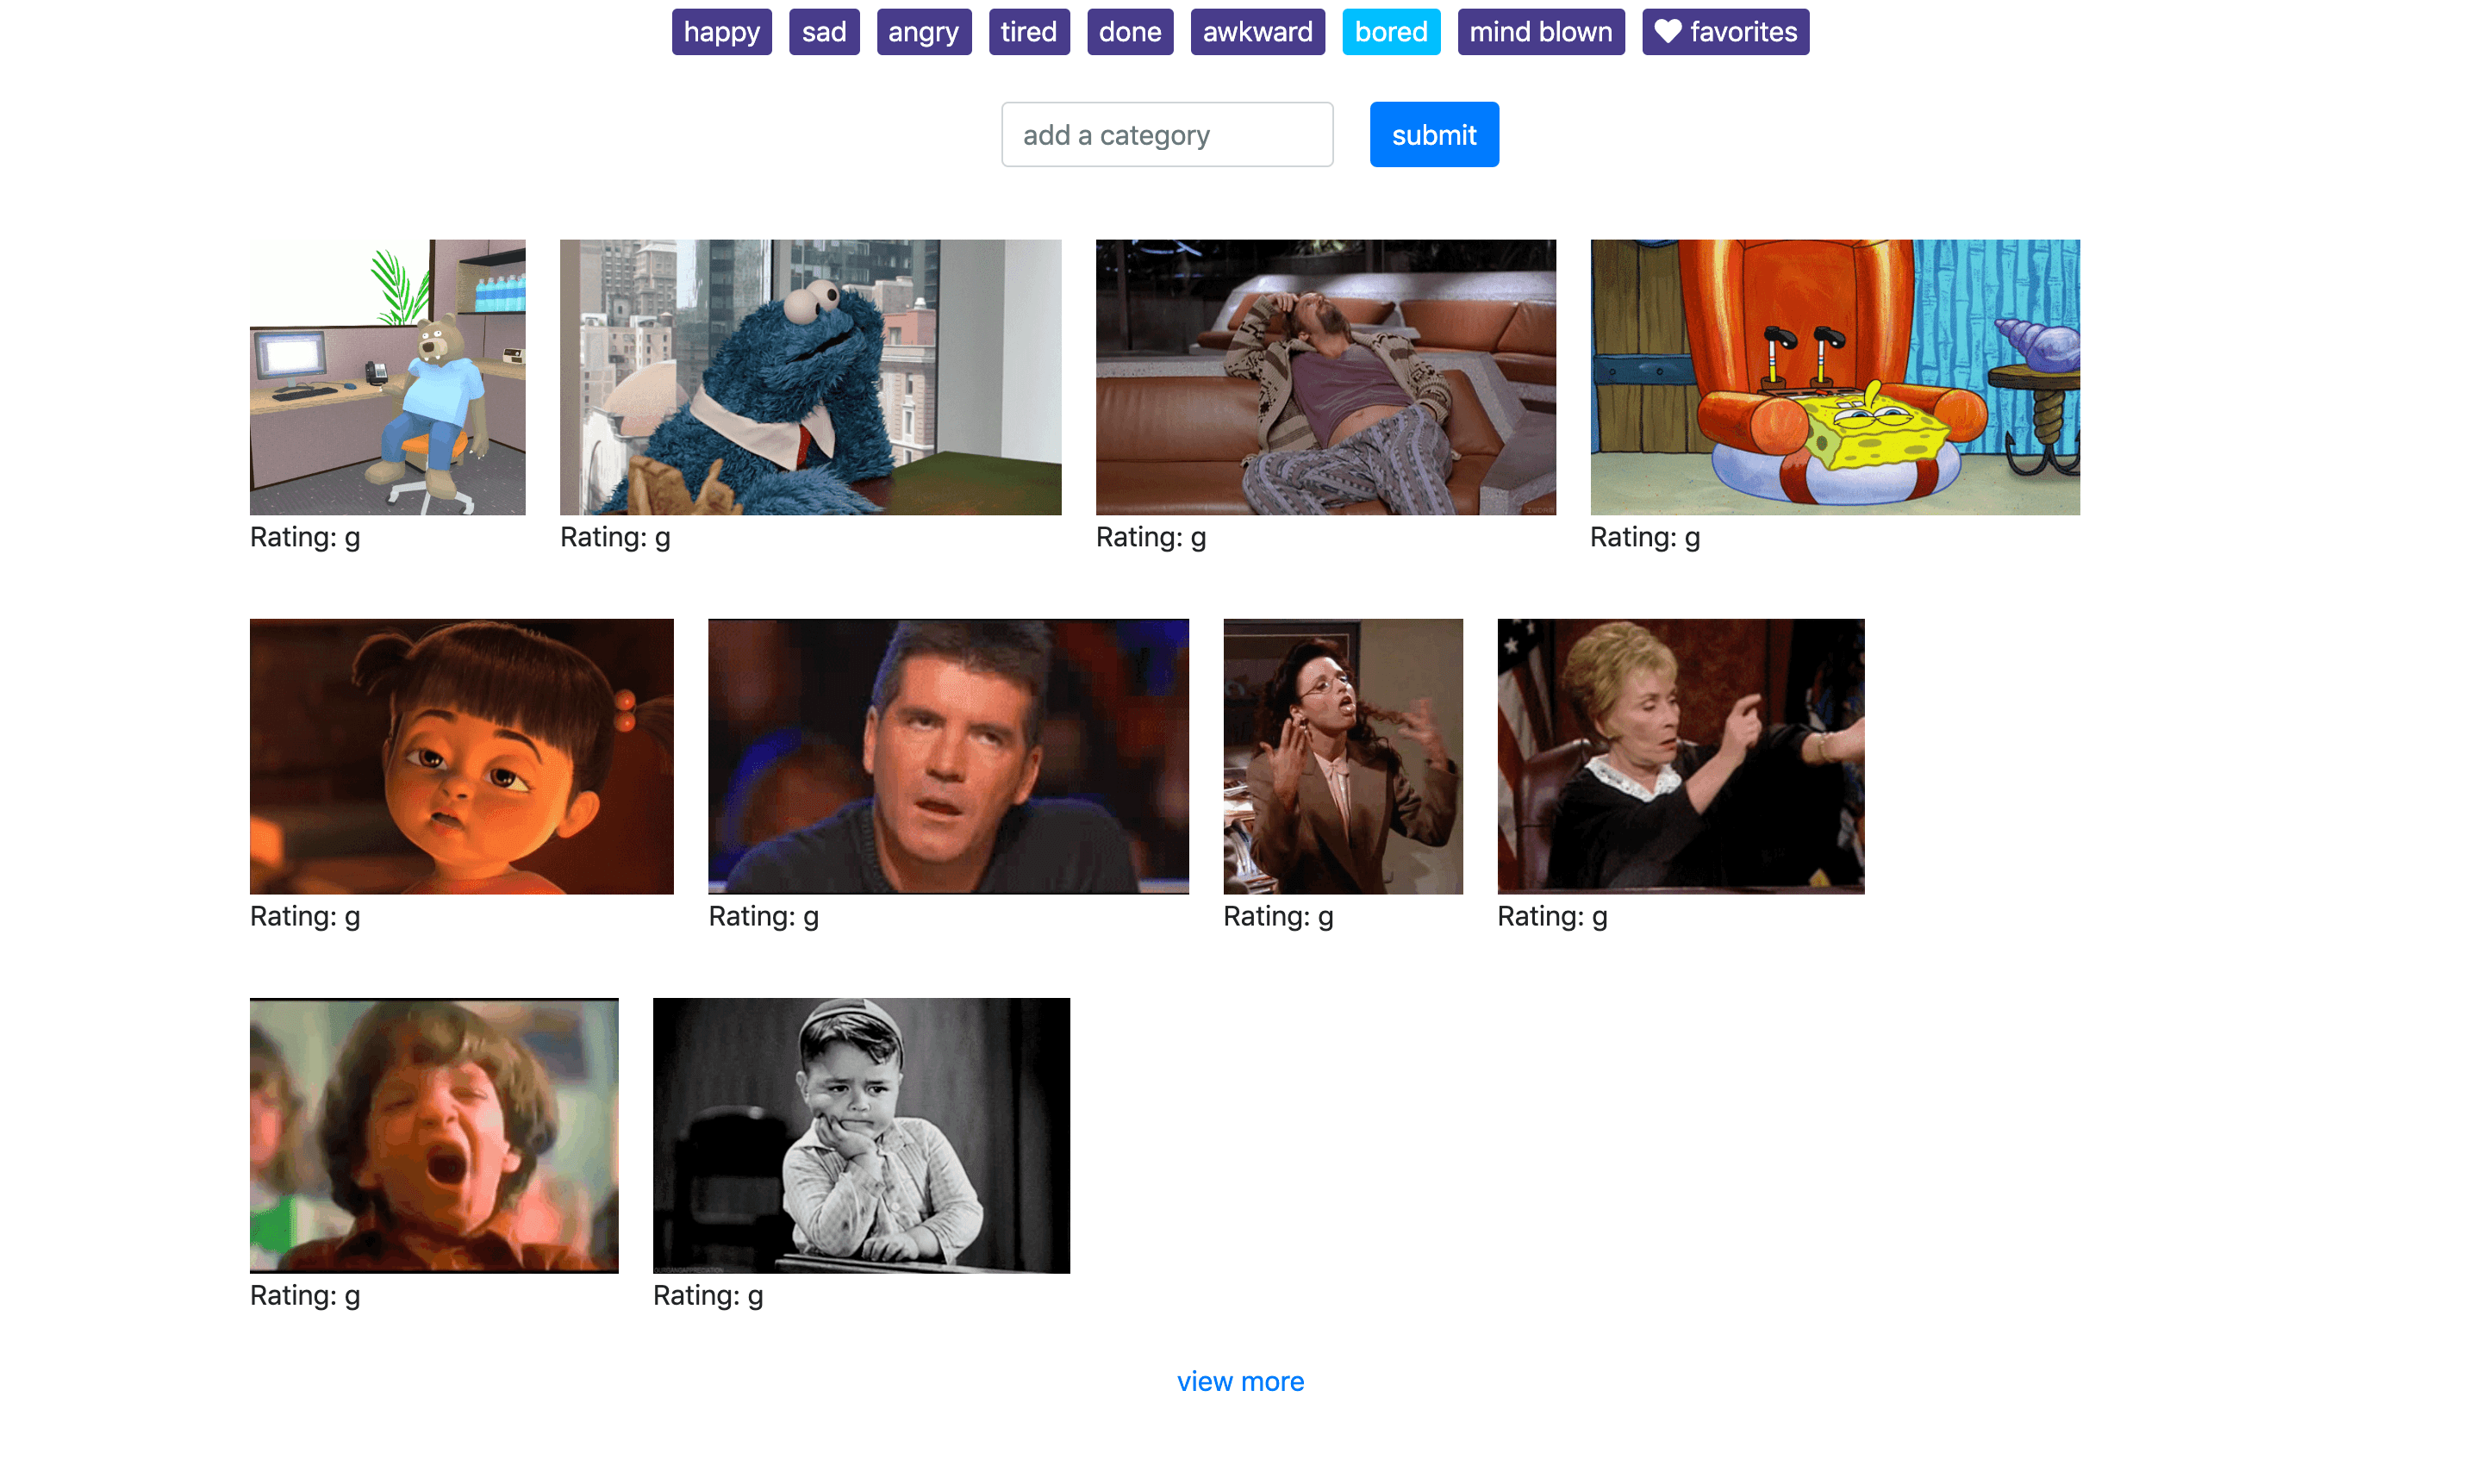 happy sad angry tired done awkward bored mind blown favorites
add a category submit
Rating: g Rating: g Rating: g Rating: g
Rating: g Rating: g Rating: g Rating: g
Rating: g Rating: g
view more